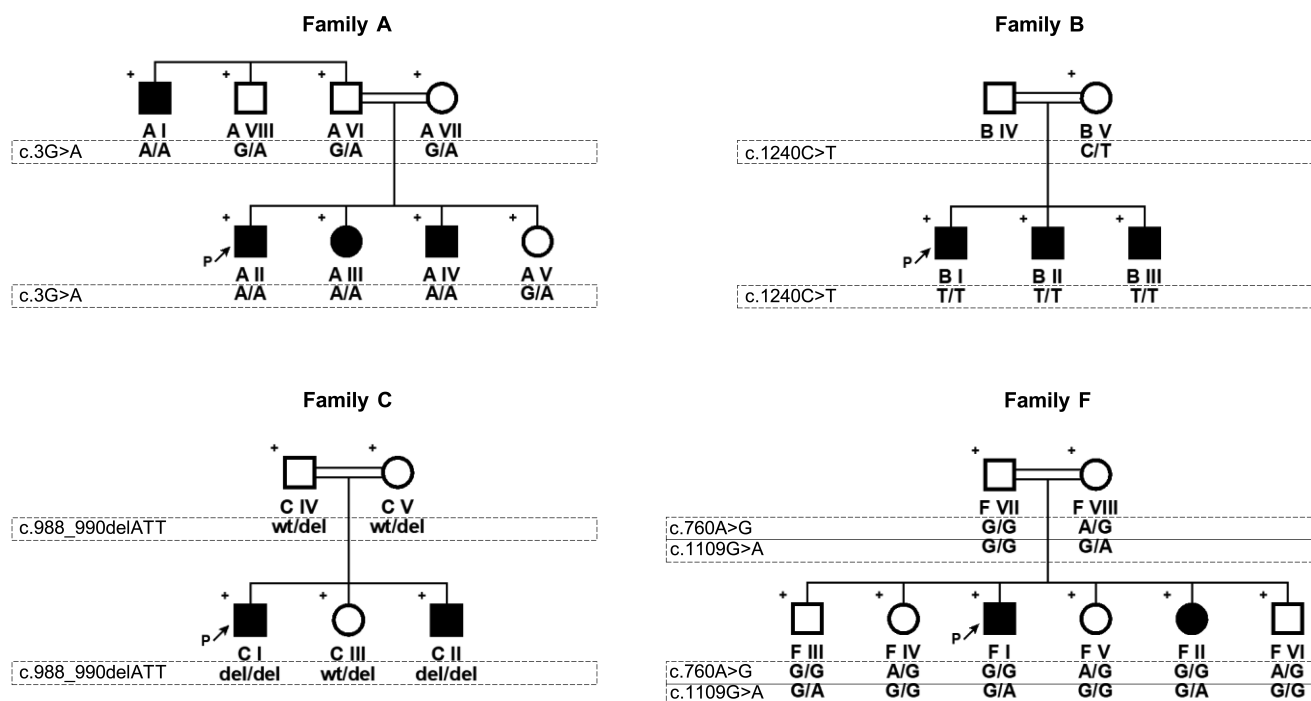 Family A
Family B
+ + + +
+
A I A VIII A VI A VII
B IV B V
c.3G>A A/A G/A G/A G/A
c.1240C>T C/T
+ + + +
+ + +
P
P
A II A III A IV A V
B I B II B III
c.3G>A A/A A/A A/A G/A
c.1240C>T T/T T/T T/T
Family C
Family F
+ +
+ +
C IV C V
F VII F VIII
c.988_990delATT wt/del wt/del
c.760A>G G/G A/G
c.1109G>A G/G G/A
+ + +
+ + + + + +
P
P
C I C III C II
F III F IV F I F V F II F VI
c.988_990delATT del/del wt/del del/del
c.760A>G G/G A/G G/G A/G G/G A/G
c.1109G>A G/A G/G G/A G/G G/A G/G